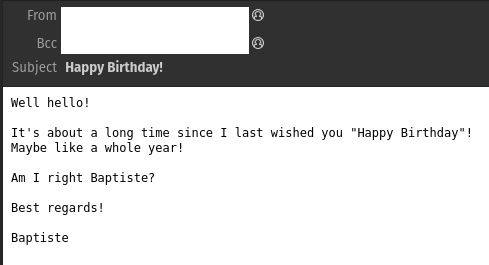 From
Bcc
Subject Happy Birthday!
Well hello!
It's about a long time since I last wished you "Happy Birthday"!
Maybe like a whole year!
Am I right Baptiste?
Best regards!
Baptiste